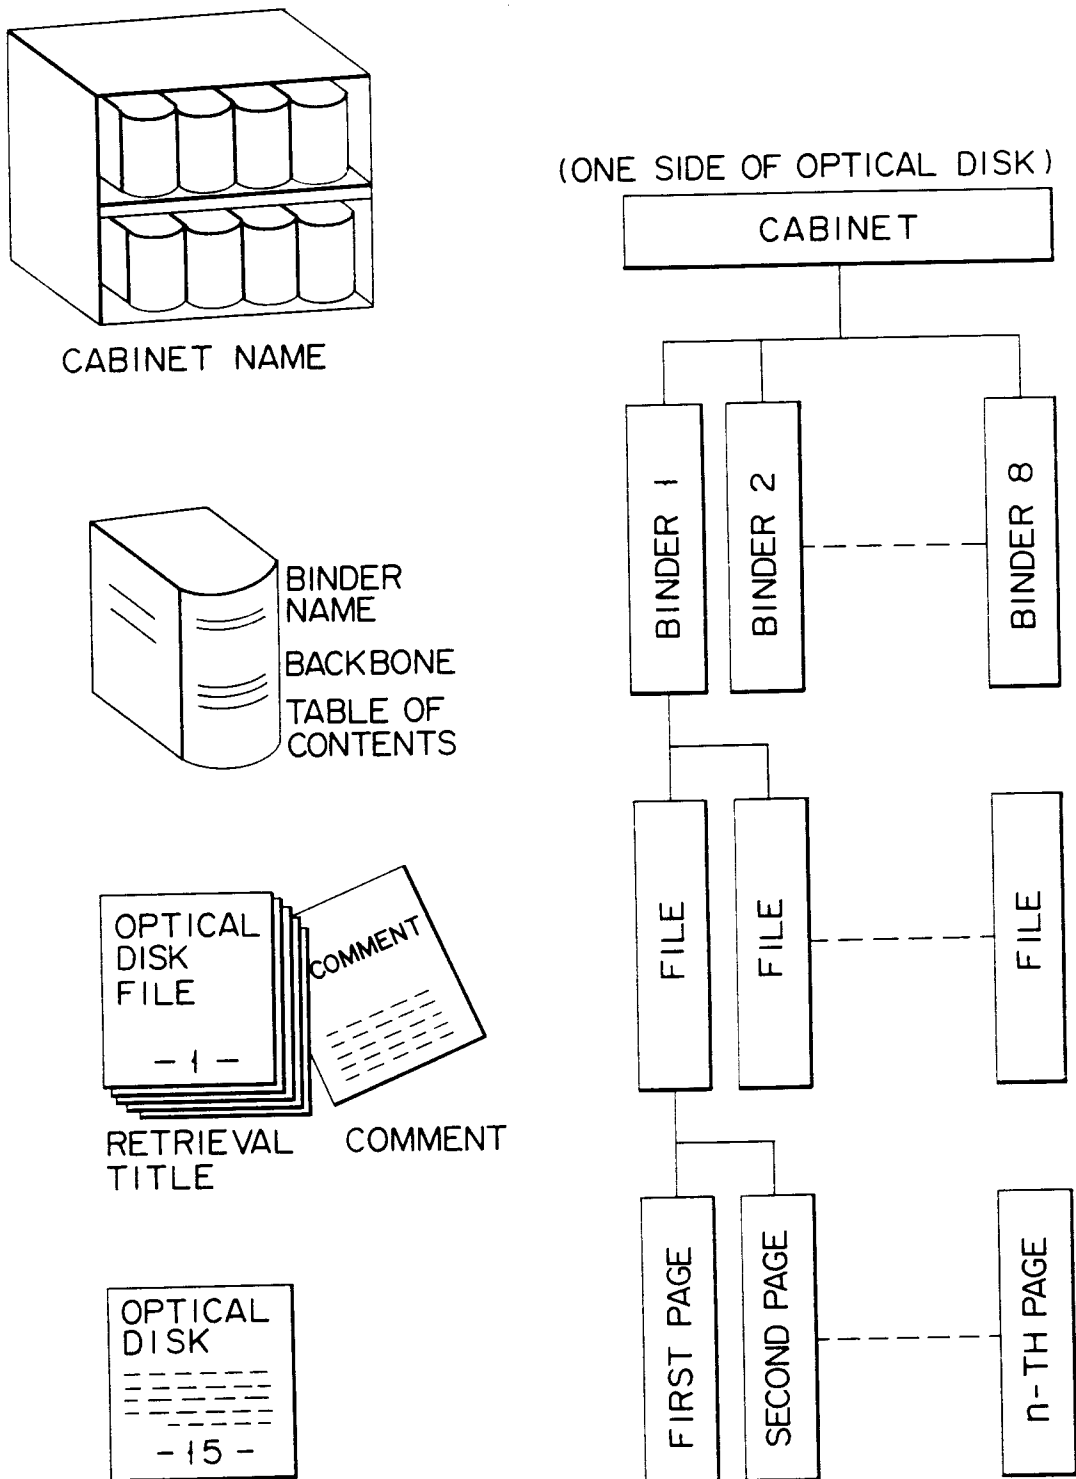 (ONE SIDE OF OPTICAL DISK)
CABINET
CABINET NAME
BINDER 1
BINDER 2
BINDER 8
BINDER
NAME
BACKBONE
TABLE OF
CONTENTS
FILE
FILE
FILE
OPTICAL
DISK
FILE
- 1 -
COMMENT
RETRIEVAL
TITLE
COMMENT
FIRST PAGE
SECOND PAGE
n-TH PAGE
OPTICAL
DISK
-15-